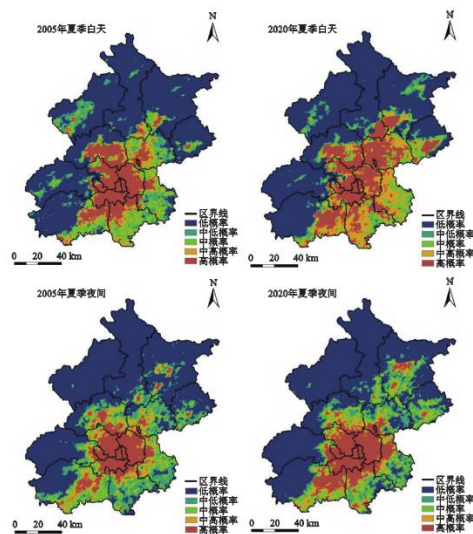 2005年夏季白天
N
区界线
低概率
中低概率
中概率
中高概率
高概率
0 20 40 km
2020年夏季白天
N
区界线
低概率
中低概率
中概率
中高概率
高概率
0 20 40 km
2005年夏季夜间
N
区界线
低概率
中低概率
中概率
中高概率
高概率
0 20 40 km
2020年夏季夜间
N
区界线
低概率
中低概率
中概率
中高概率
高概率
0 20 40 km